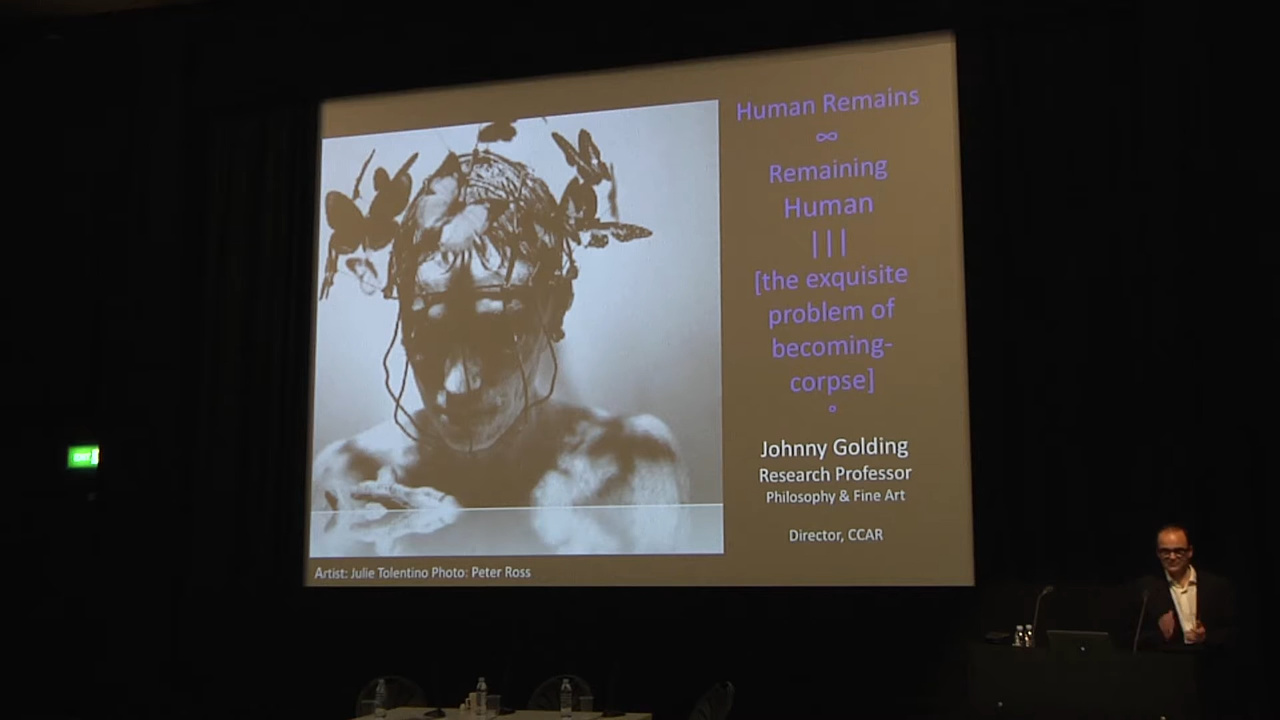 Human Remains
∞
Remaining
Human
|||
[the exquisite
problem of
becoming-
corpse]
°
Johnny Golding
Research Professor
Philosophy & Fine Art
Director, CCAR
Artist: Julie Tolentino Photo: Peter Ross